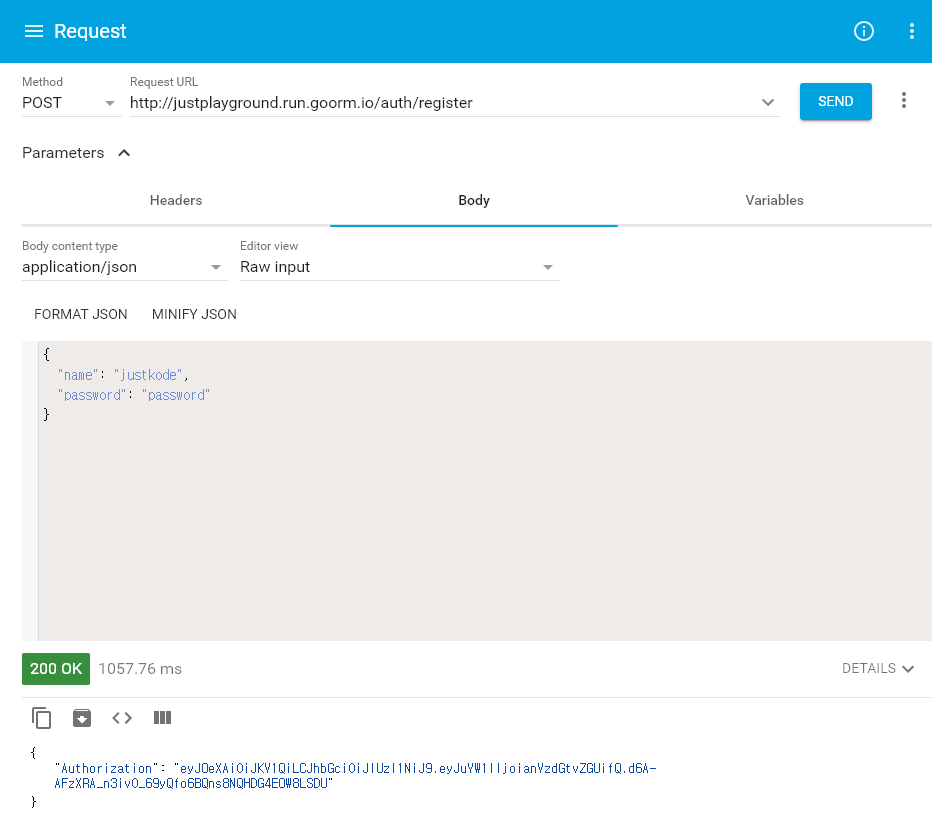 Request
Method
Request URL
POST
http://justplayground.run.goorm.io/auth/register
SEND
Parameters
Headers
Body
Variables
Body content type
Editor view
application/json
Raw input
FORMAT JSON
MINIFY JSON
{
"name": "justkode",
"password": "password"
}
200 OK
1057.76 ms
DETAILS
{
"Authorization": "eyJ0eXAiOiJKV1QiLCJhbGciOiJIUzI1NiJ9.eyJuYW1lIjoianVzdGtvZGUifQ.d6A-
AFzXRA_n3ivO_69yQfo6BQns8NQHDG4EOW8LSDU"
}